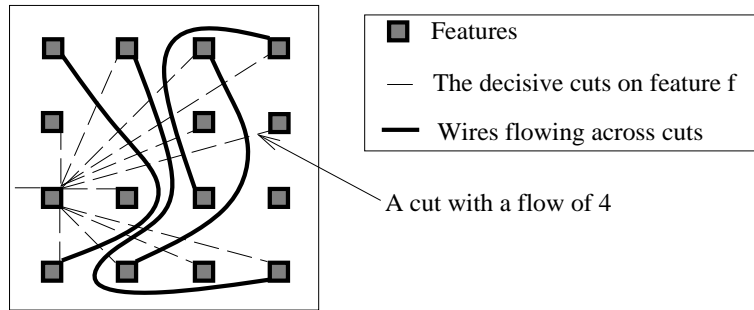 Features
The decisive cuts on feature f
Wires flowing across cuts
A cut with a flow of 4